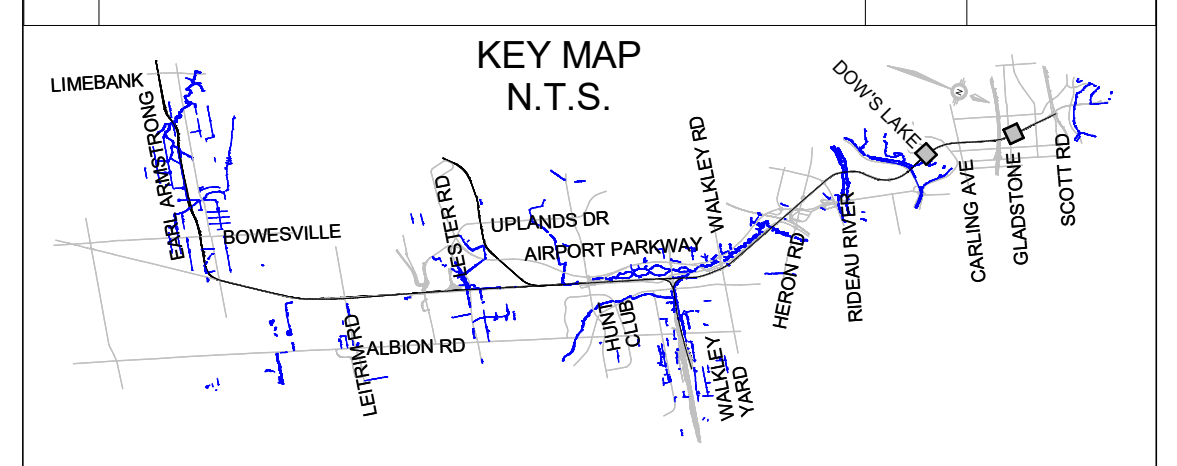 KEY MAP
N.T.S.
LIMEBANK
EARL ARMSTRONG
BOWESVILLE
LEITRIM RD
ALBION RD
LESTER RD
UPLANDS DR
AIRPORT PARKWAY
HUNT
CLUB
WALKLEY
YARD
WALKLEY RD
HERON RD
RIDEAU RIVER
DOW'S LAKE
N
CARLING AVE
GLADSTONE
SCOTT RD